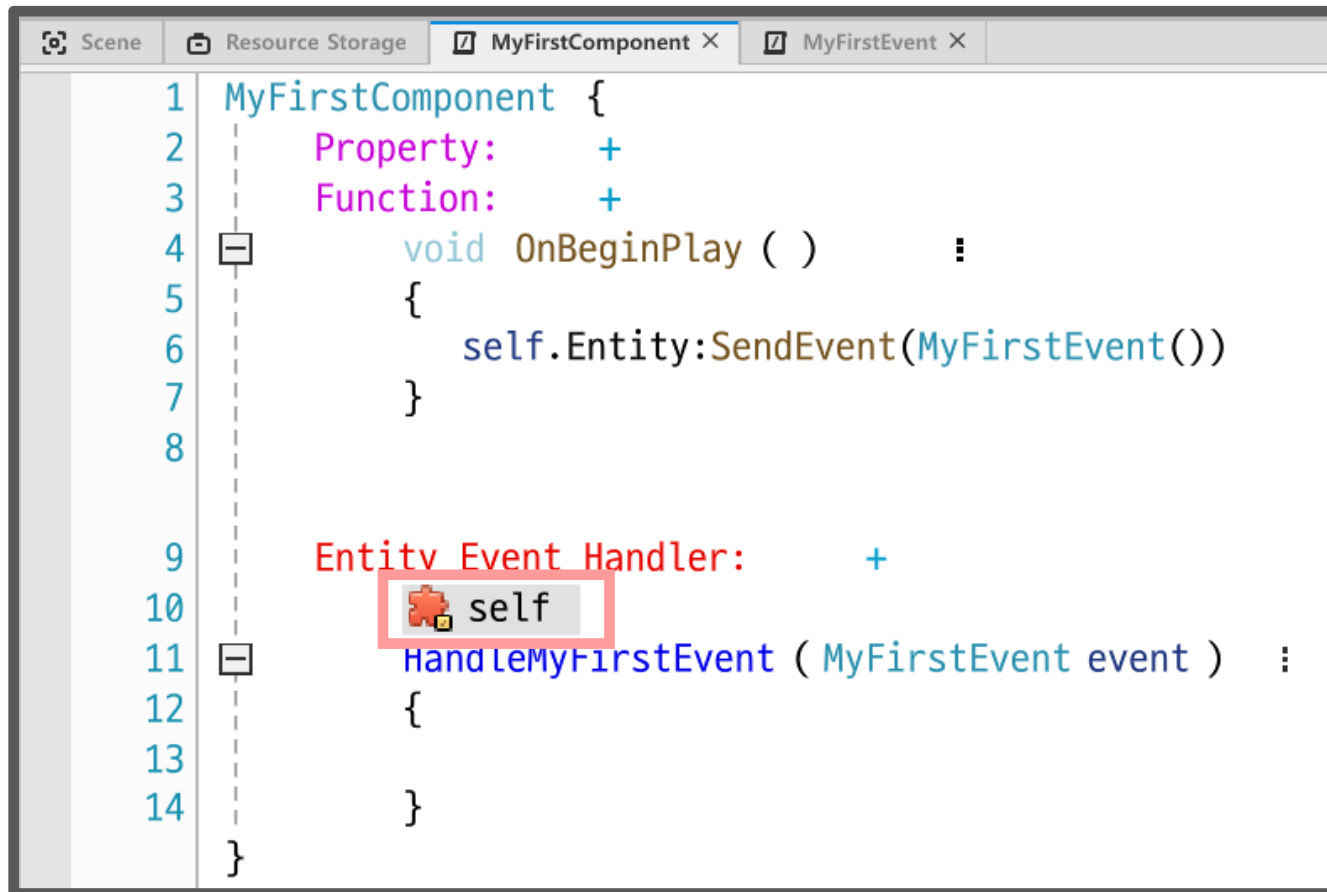 Scene Resource Storage MyFirstComponent × MyFirstEvent ×
1 MyFirstComponent {
2 Property: +
3 Function: +
4 void OnBeginPlay ( )
5 {
6 self.Entity:SendEvent(MyFirstEvent())
7 }
8
9 Entity Event Handler: +
10 self
11 HandleMyFirstEvent ( MyFirstEvent event )
12 {
13
14 }
}